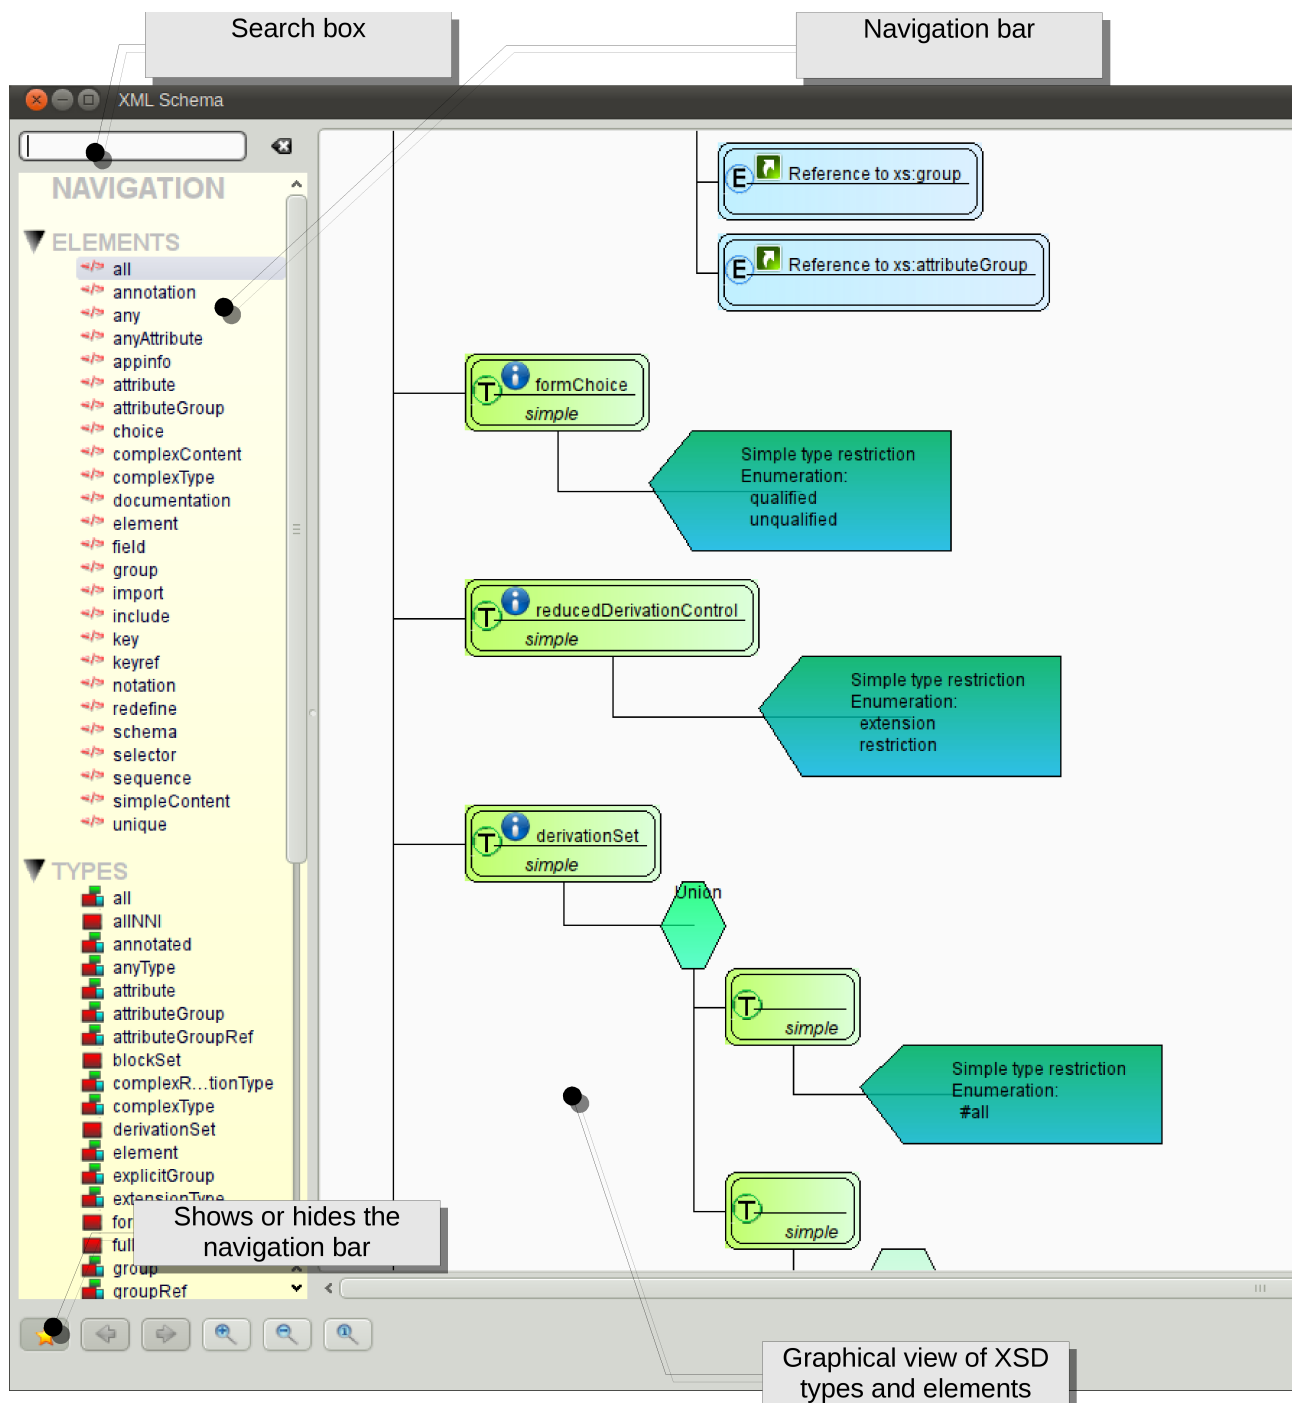 Search box
Navigation bar
XML Schema
NAVIGATION
ELEMENTS
all
annotation
any
anyAttribute
appinfo
attribute
attributeGroup
choice
complexContent
complexType
documentation
element
field
group
import
include
key
keyref
notation
redefine
schema
selector
sequence
simpleContent
unique
TYPES
all
allNNI
annotated
anyType
attribute
attributeGroup
attributeGroupRef
blockSet
complexR...tionType
complexType
derivationSet
element
explicitGroup
extensionType
for
full
group
groupRef
Shows or hides the
navigation bar
E Reference to xs:group
E Reference to xs:attributeGroup
T i formChoice
simple
Simple type restriction
Enumeration:
qualified
unqualified
T i reducedDerivationControl
simple
Simple type restriction
Enumeration:
extension
restriction
T i derivationSet
simple
Union
T
simple
Simple type restriction
Enumeration:
#all
T
simple
Graphical view of XSD
types and elements